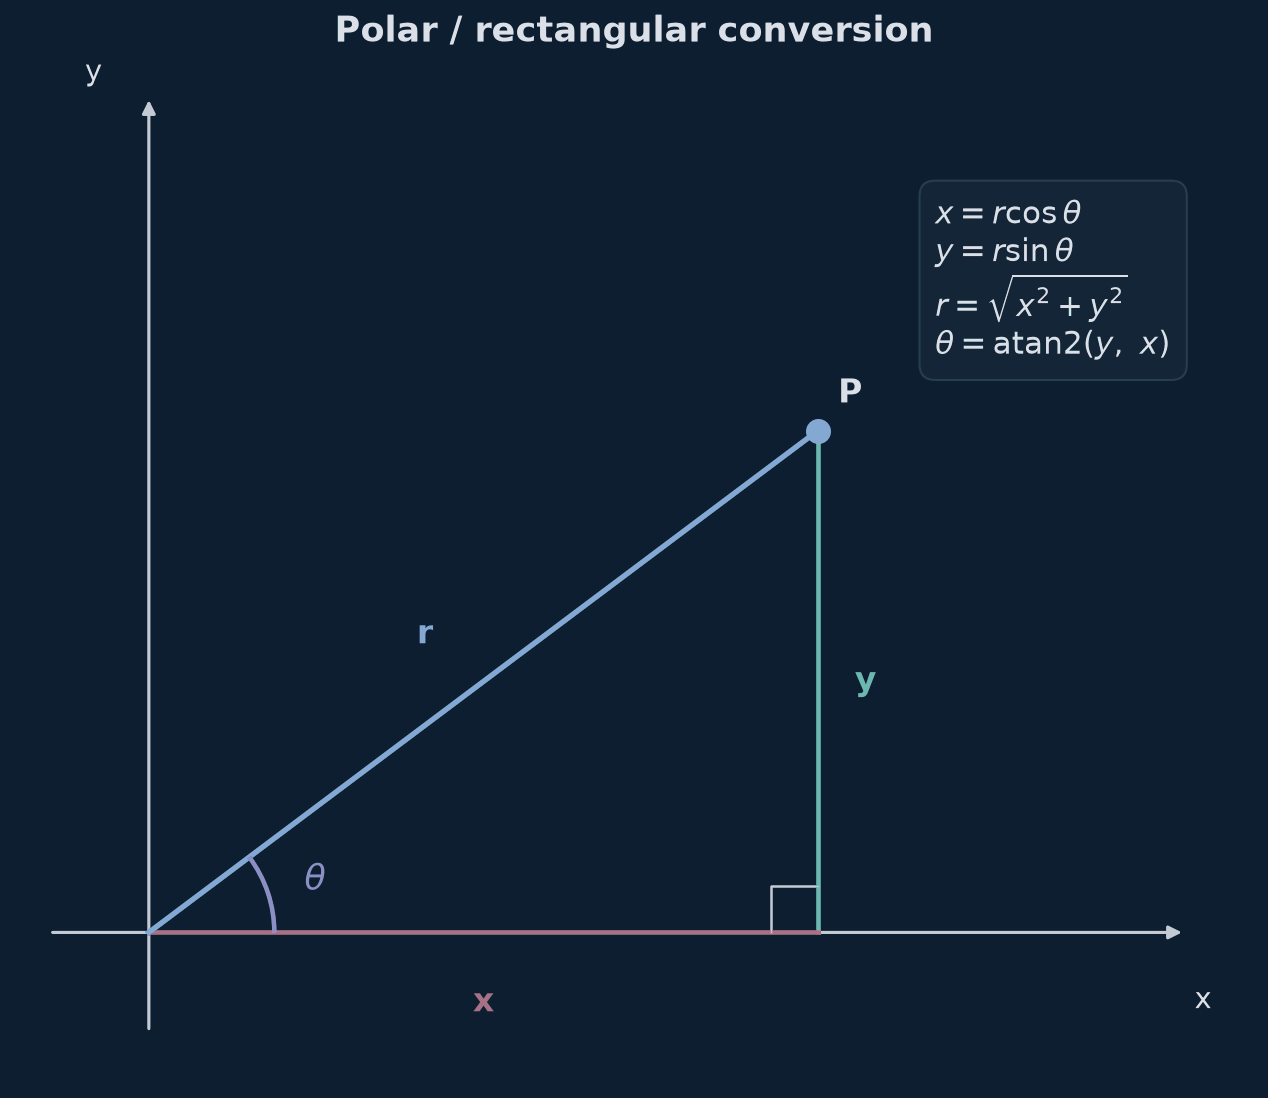 Polar / rectangular conversion
y
x = r cos θ
y = r sin θ
r = √(x² + y²)
θ = atan2(y, x)
P
r
y
θ
x
x